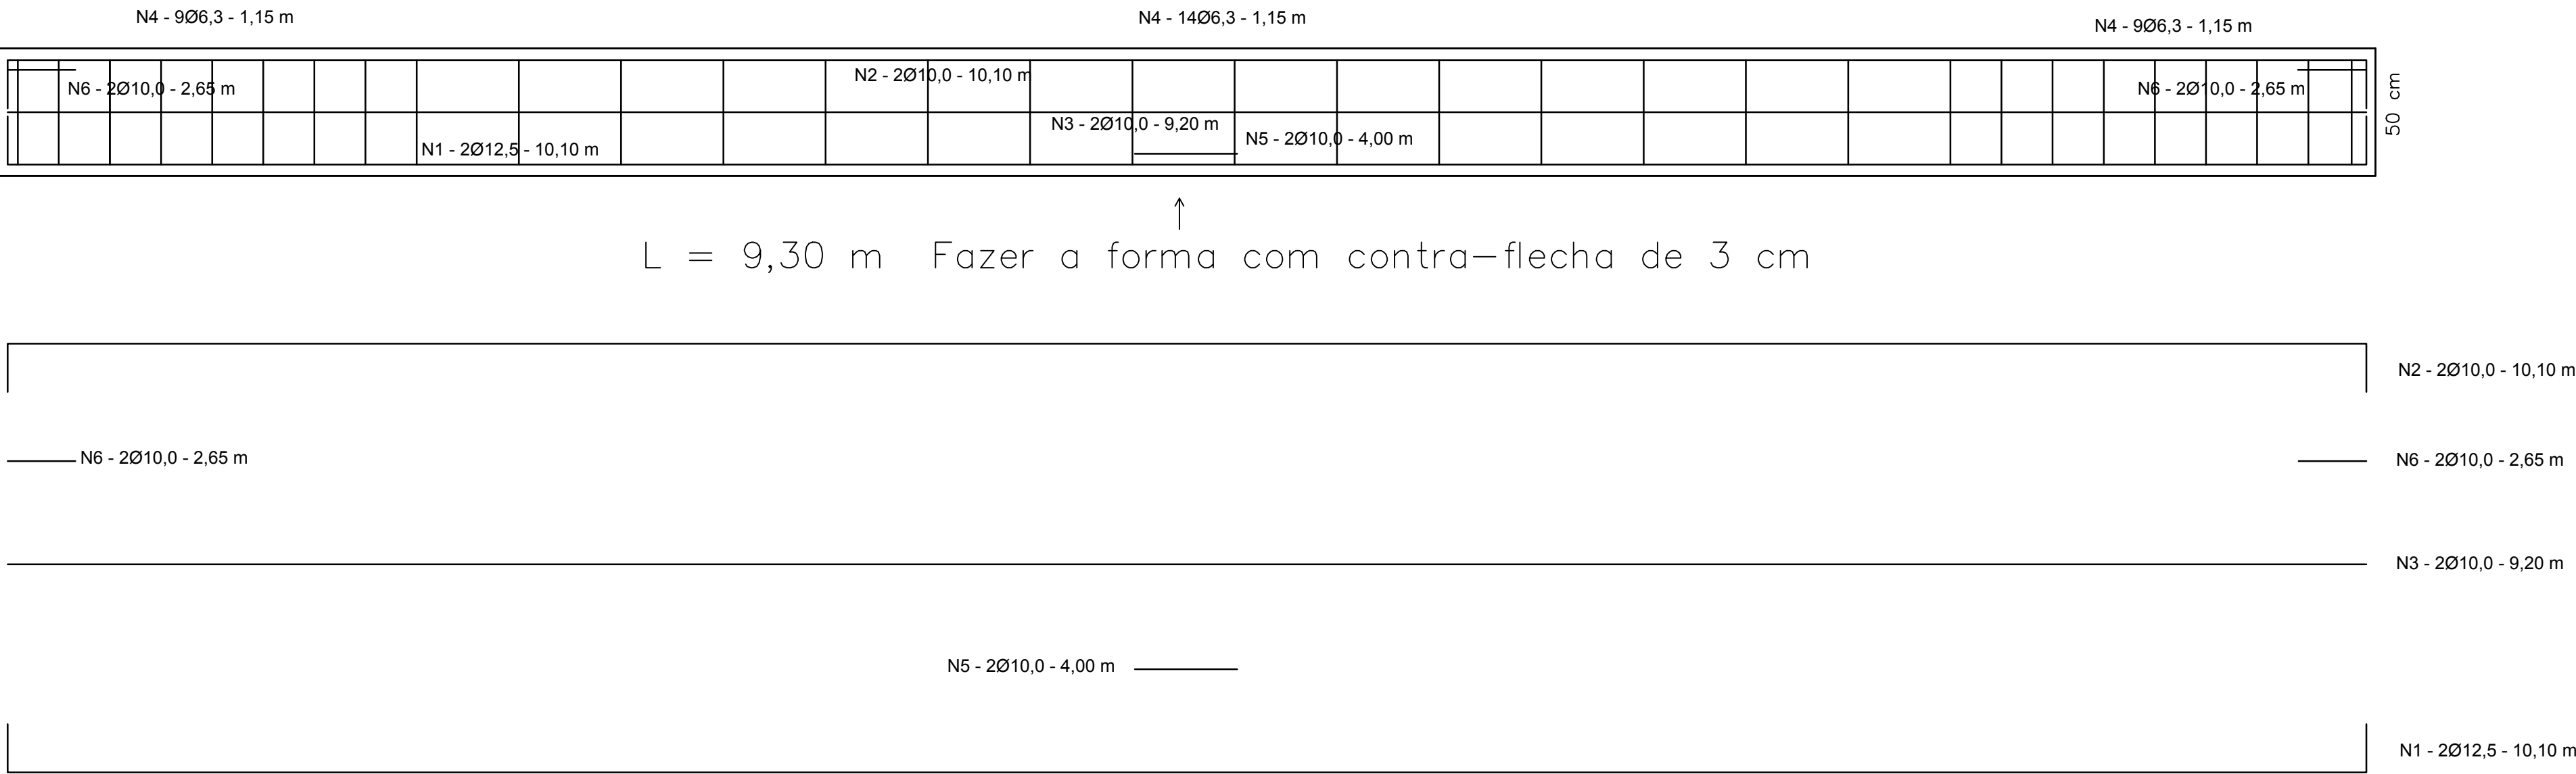 N4 - 9Ø6,3 - 1,15 m
N4 - 14Ø6,3 - 1,15 m
N4 - 9Ø6,3 - 1,15 m
N2 - 2Ø10,0 - 10,10 m
N6 - 2Ø10,0 - 2,65 m
N6 - 2Ø10,0 - 2,65 m
50 cm
N3 - 2Ø10,0 - 9,20 m
N5 - 2Ø10,0 - 4,00 m
N1 - 2Ø12,5 - 10,10 m
L = 9,30 m Fazer a forma com contra-flecha de 3 cm
N2 - 2Ø10,0 - 10,10 m
N6 - 2Ø10,0 - 2,65 m
N6 - 2Ø10,0 - 2,65 m
N3 - 2Ø10,0 - 9,20 m
N5 - 2Ø10,0 - 4,00 m
N1 - 2Ø12,5 - 10,10 m